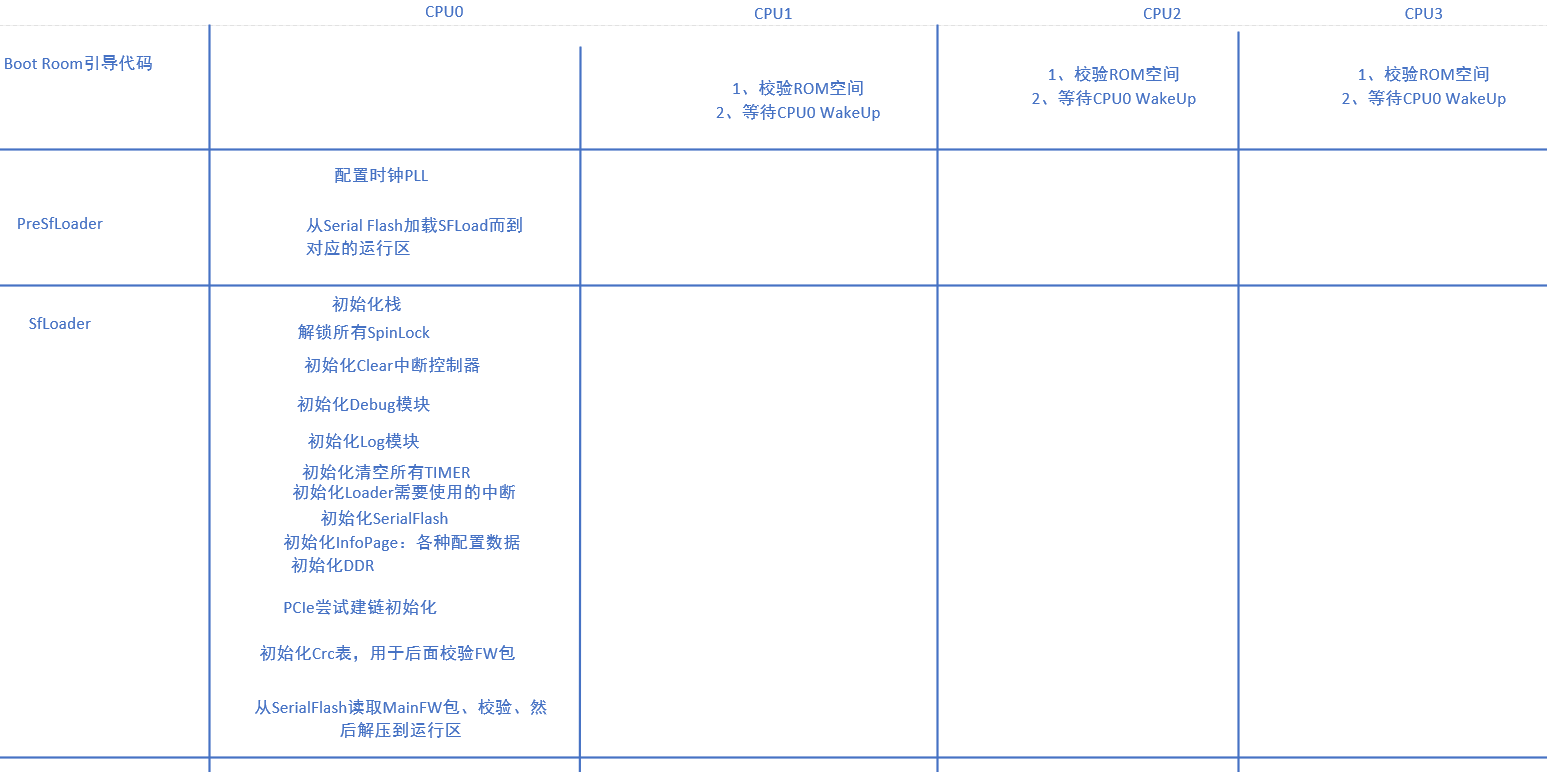 CPU0
CPU1
CPU2
CPU3
Boot Room引导代码
1、校验ROM空间
2、等待CPU0 WakeUp
1、校验ROM空间
2、等待CPU0 WakeUp
1、校验ROM空间
2、等待CPU0 WakeUp
PreSfLoader
配置时钟PLL
从Serial Flash加载SFLoad而到
对应的运行区
SfLoader
初始化栈
解锁所有SpinLock
初始化Clear中断控制器
初始化Debug模块
初始化Log模块
初始化清空所有TIMER
初始化Loader需要使用的中断
初始化SerialFlash
初始化InfoPage：各种配置数据
初始化DDR
PCIe尝试建链初始化
初始化Crc表，用于后面校验FW包
从SerialFlash读取MainFW包、校验、然
后解压到运行区